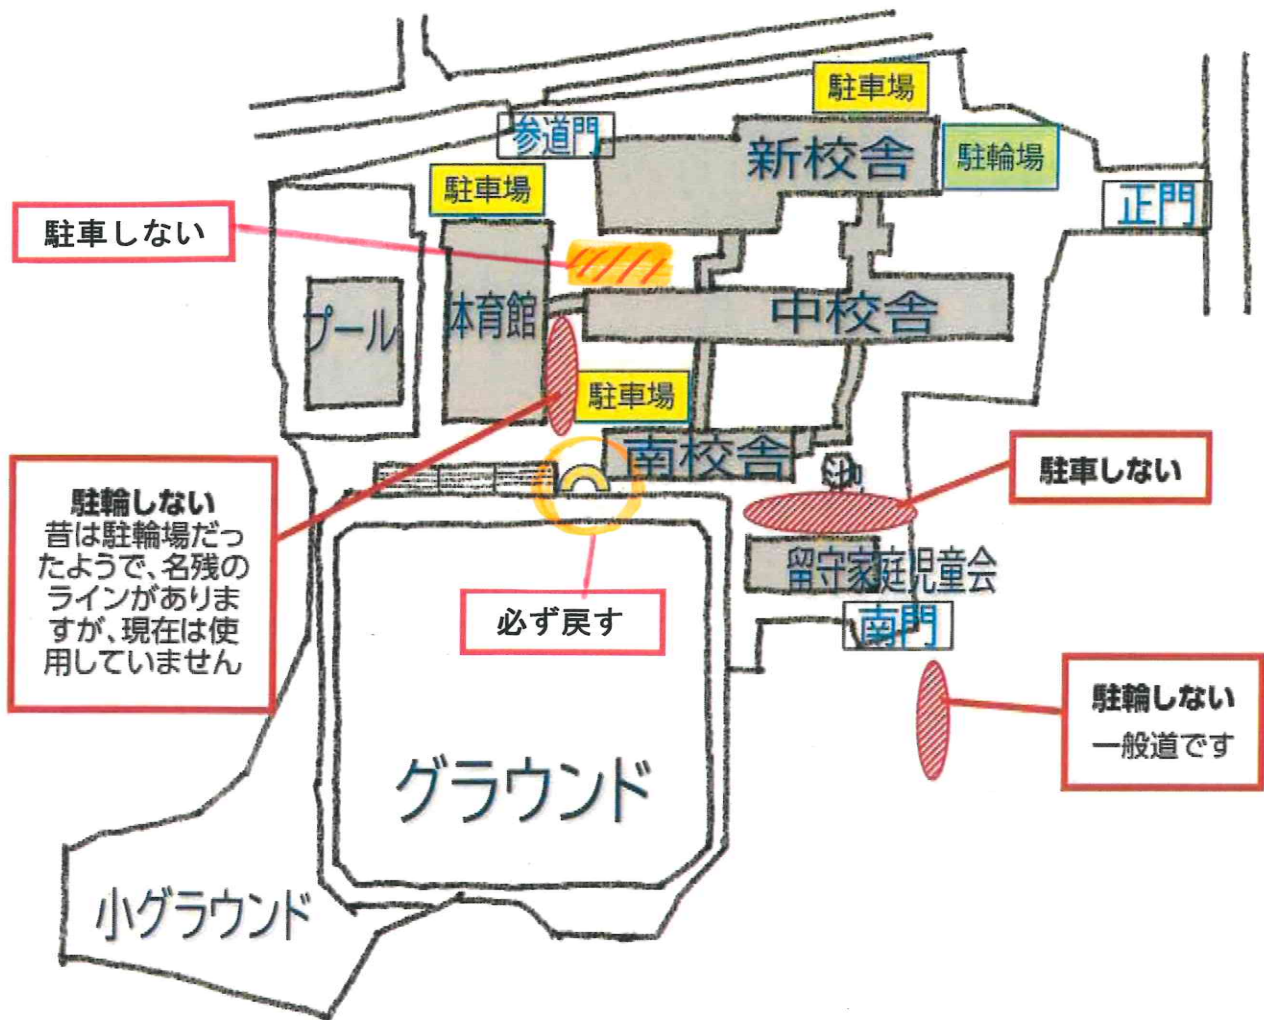 駐車場
参道門
新校舎
駐輪場
駐車場
正門
駐車しない
プール
体育館
中校舎
駐車場
南校舎
池
駐車しない
駐輪しない
昔は駐輪場だっ
たようで、名残の
ラインがありま
すが、現在は使
用していません
留守家庭児童会
必ず戻す
南門
駐輪しない
一般道です
グラウンド
小グラウンド